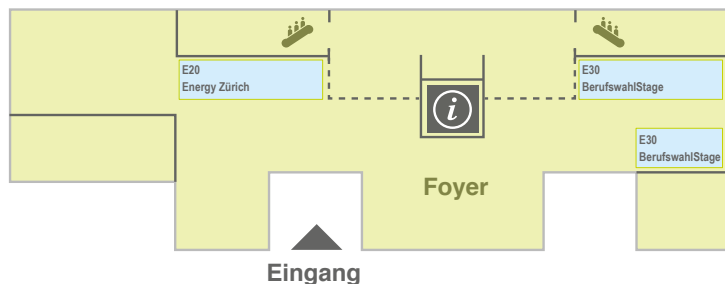 E20
Energy Zürich
E30
BerufswahlStage
i
E30
BerufswahlStage
Foyer
Eingang